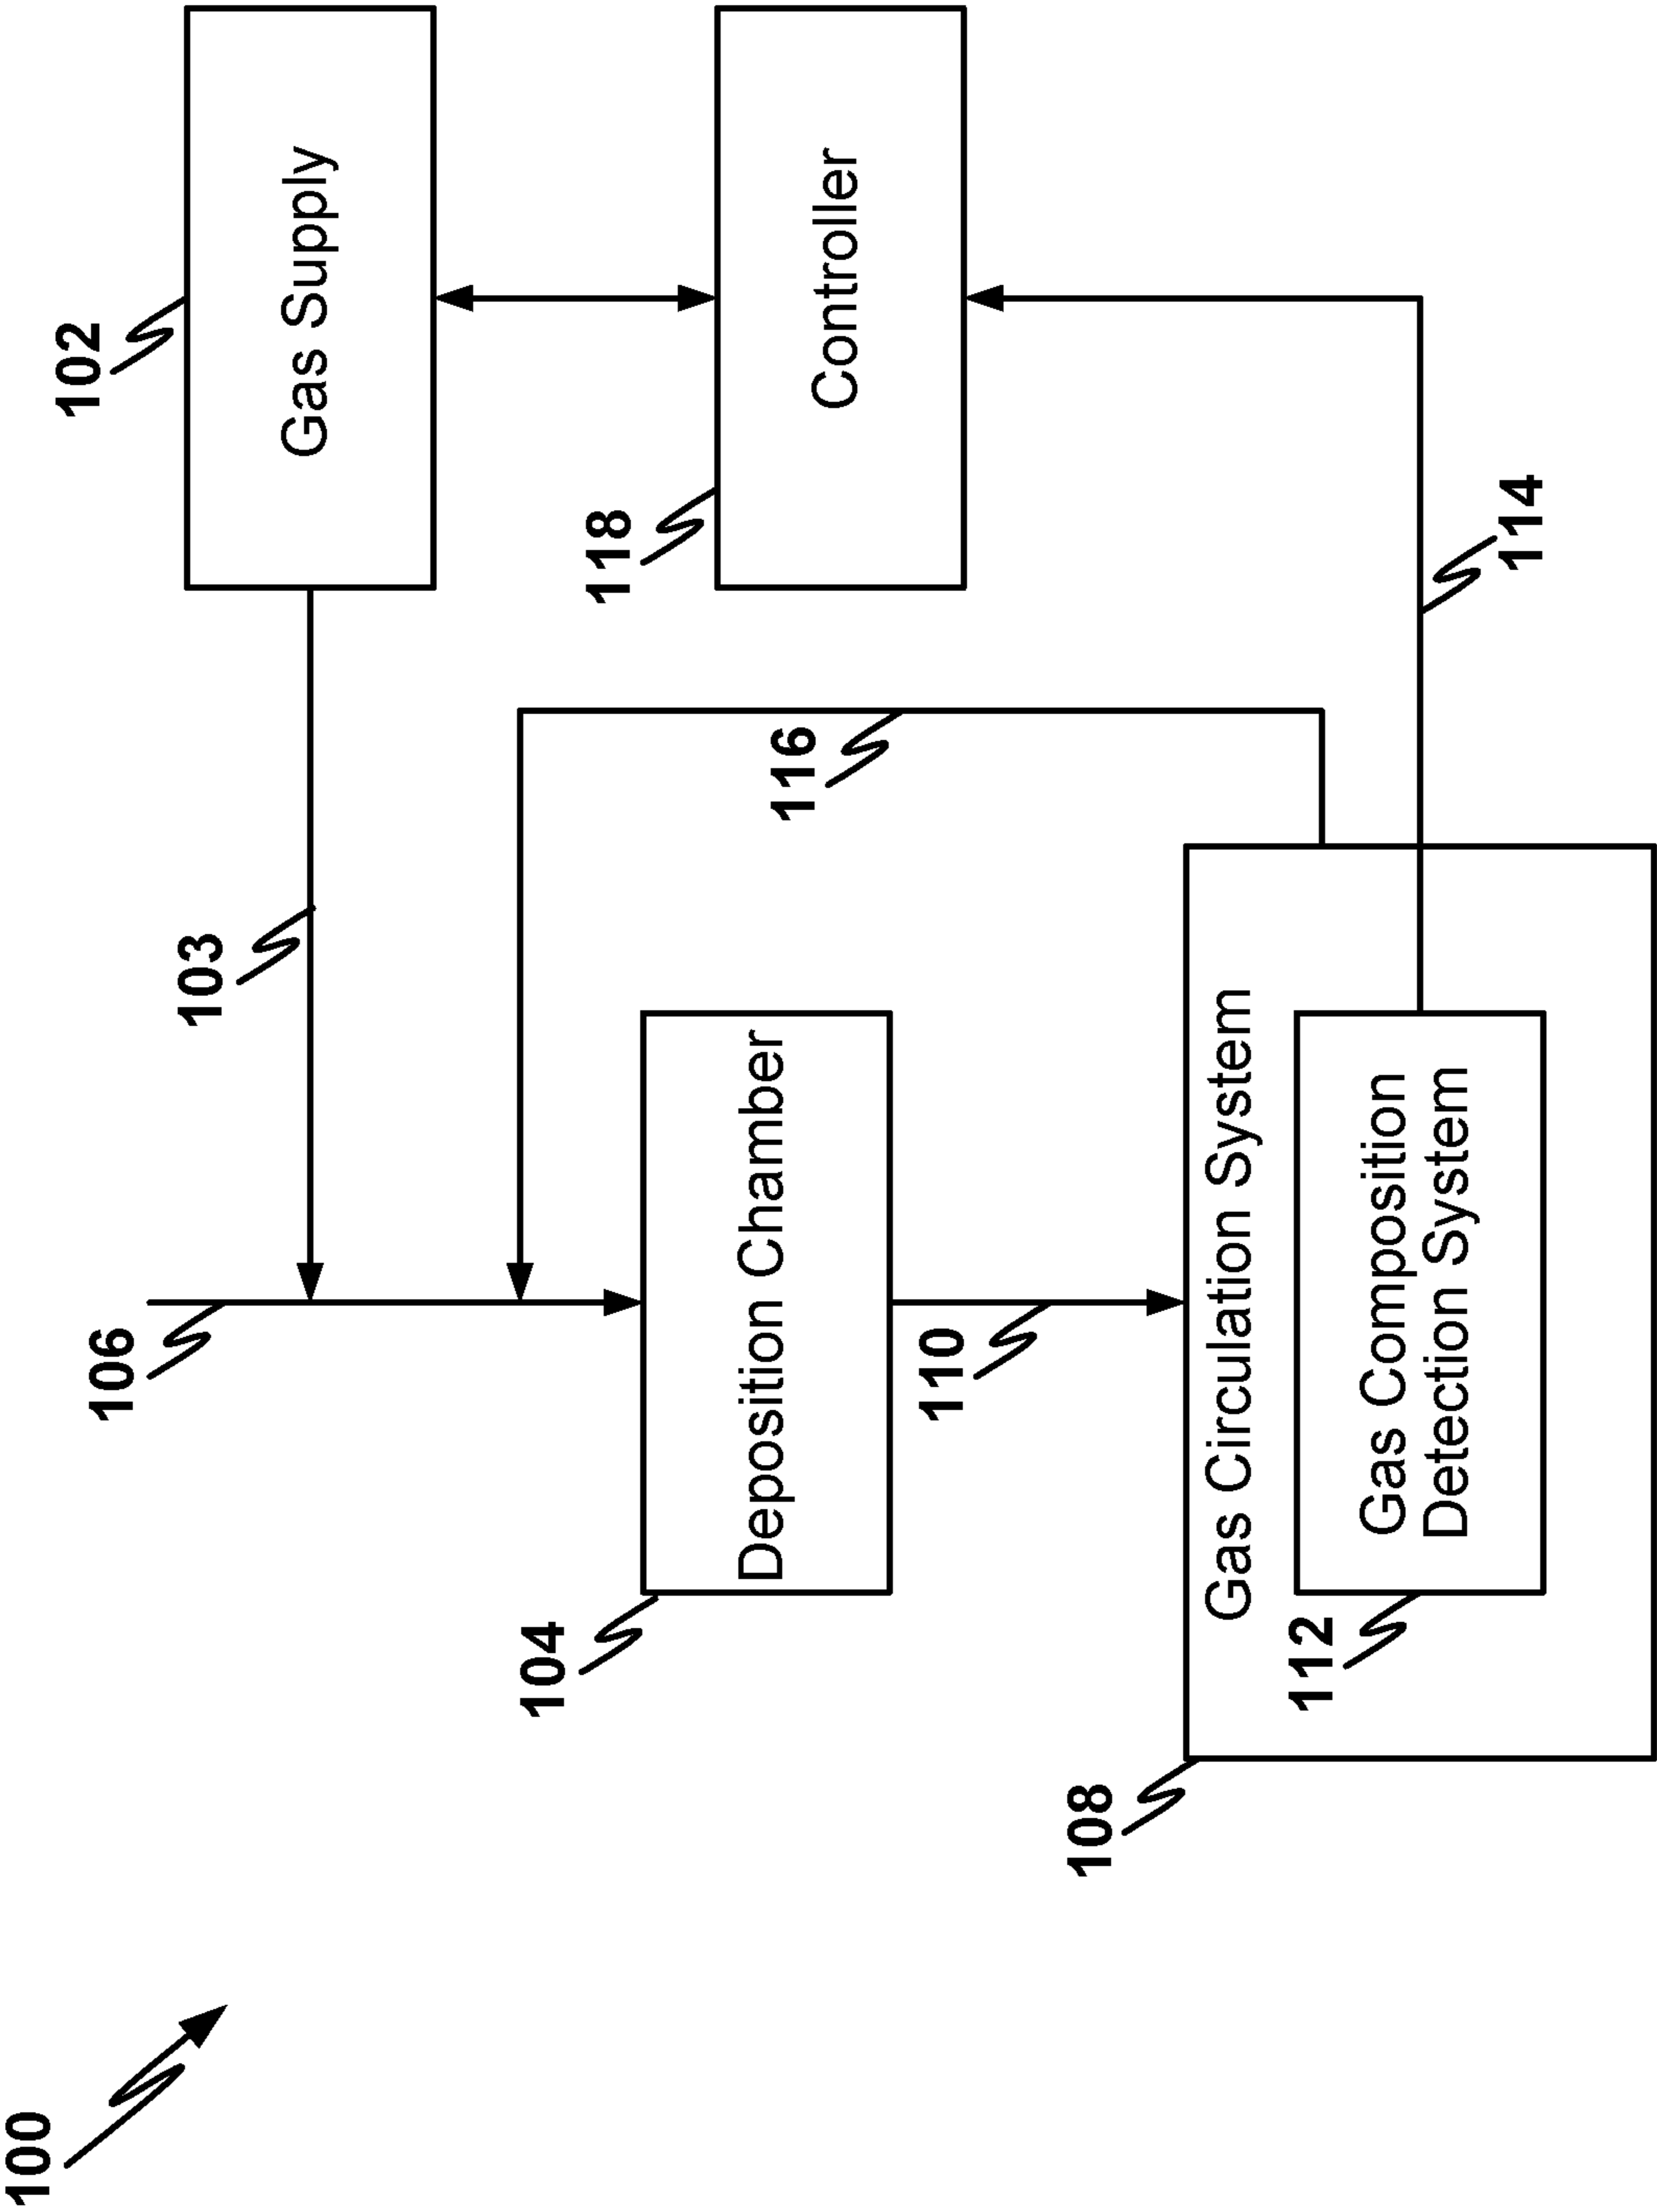 100
102
Gas Supply
103
106
118
Controller
116
104
Deposition Chamber
110
114
108
Gas Circulation System
112
Gas Composition
Detection System